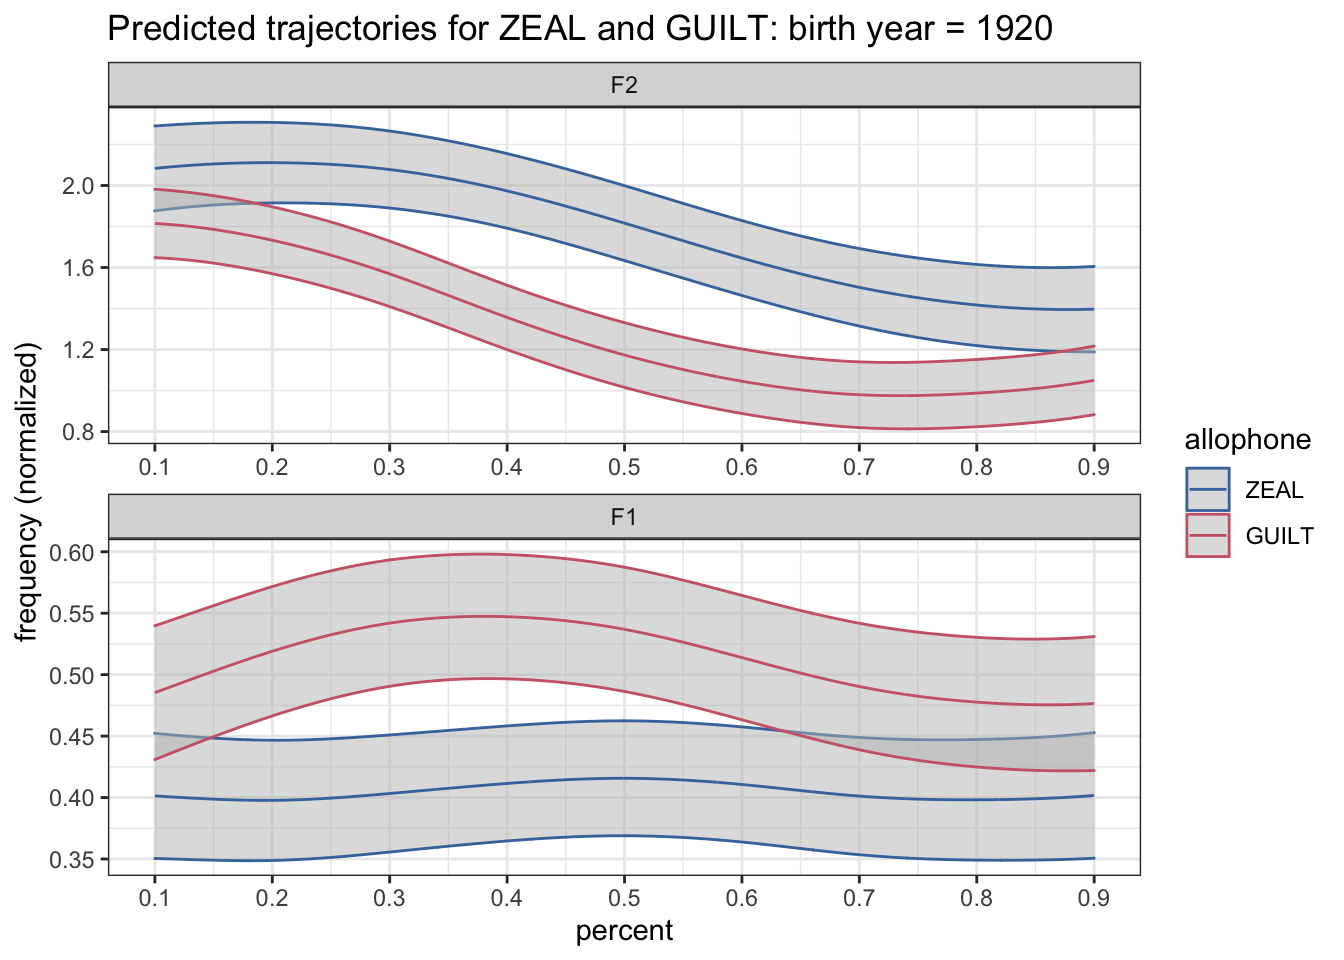 Predicted trajectories for ZEAL and GUILT: birth year = 1920
F2
2.0
1.6
1.2
0.8
0.1 0.2 0.3 0.4 0.5 0.6 0.7 0.8 0.9
frequency (normalized)
F1
0.60
0.55
0.50
0.45
0.40
0.35
0.1 0.2 0.3 0.4 0.5 0.6 0.7 0.8 0.9
percent
allophone
ZEAL
GUILT